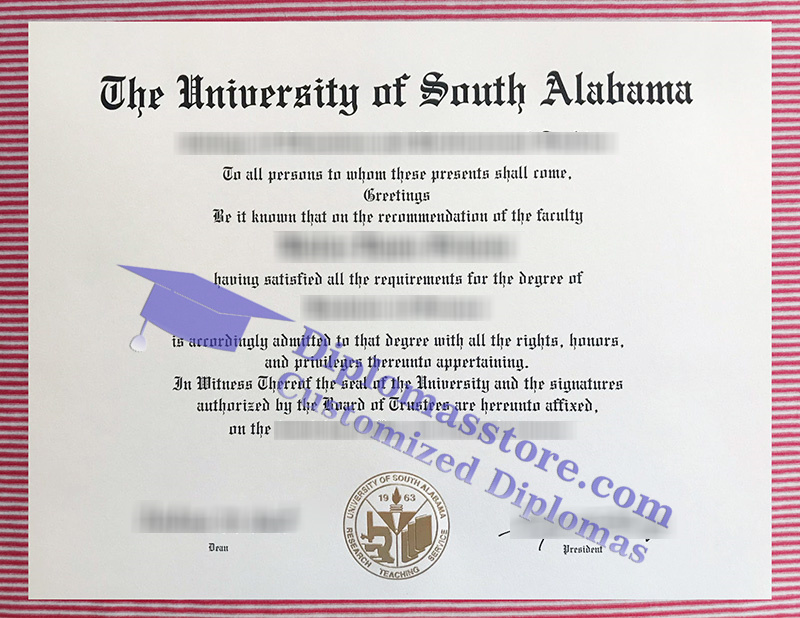 The University of South Alabama
To all persons to whom these presents shall come,
Greetings
Be it known that on the recommendation of the faculty
having satisfied all the requirements for the degree of
is accordingly admitted to that degree with all the rights, honors,
and privileges thereunto appertaining.
In Witness Thereof the seal of the University and the signatures
authorized by the Board of Trustees are hereunto affixed,
on the
Diplomasstore.com
Customized Diplomas
UNIVERSITY OF SOUTH ALABAMA
19 63
RESEARCH TEACHING SERVICE
Dean
President